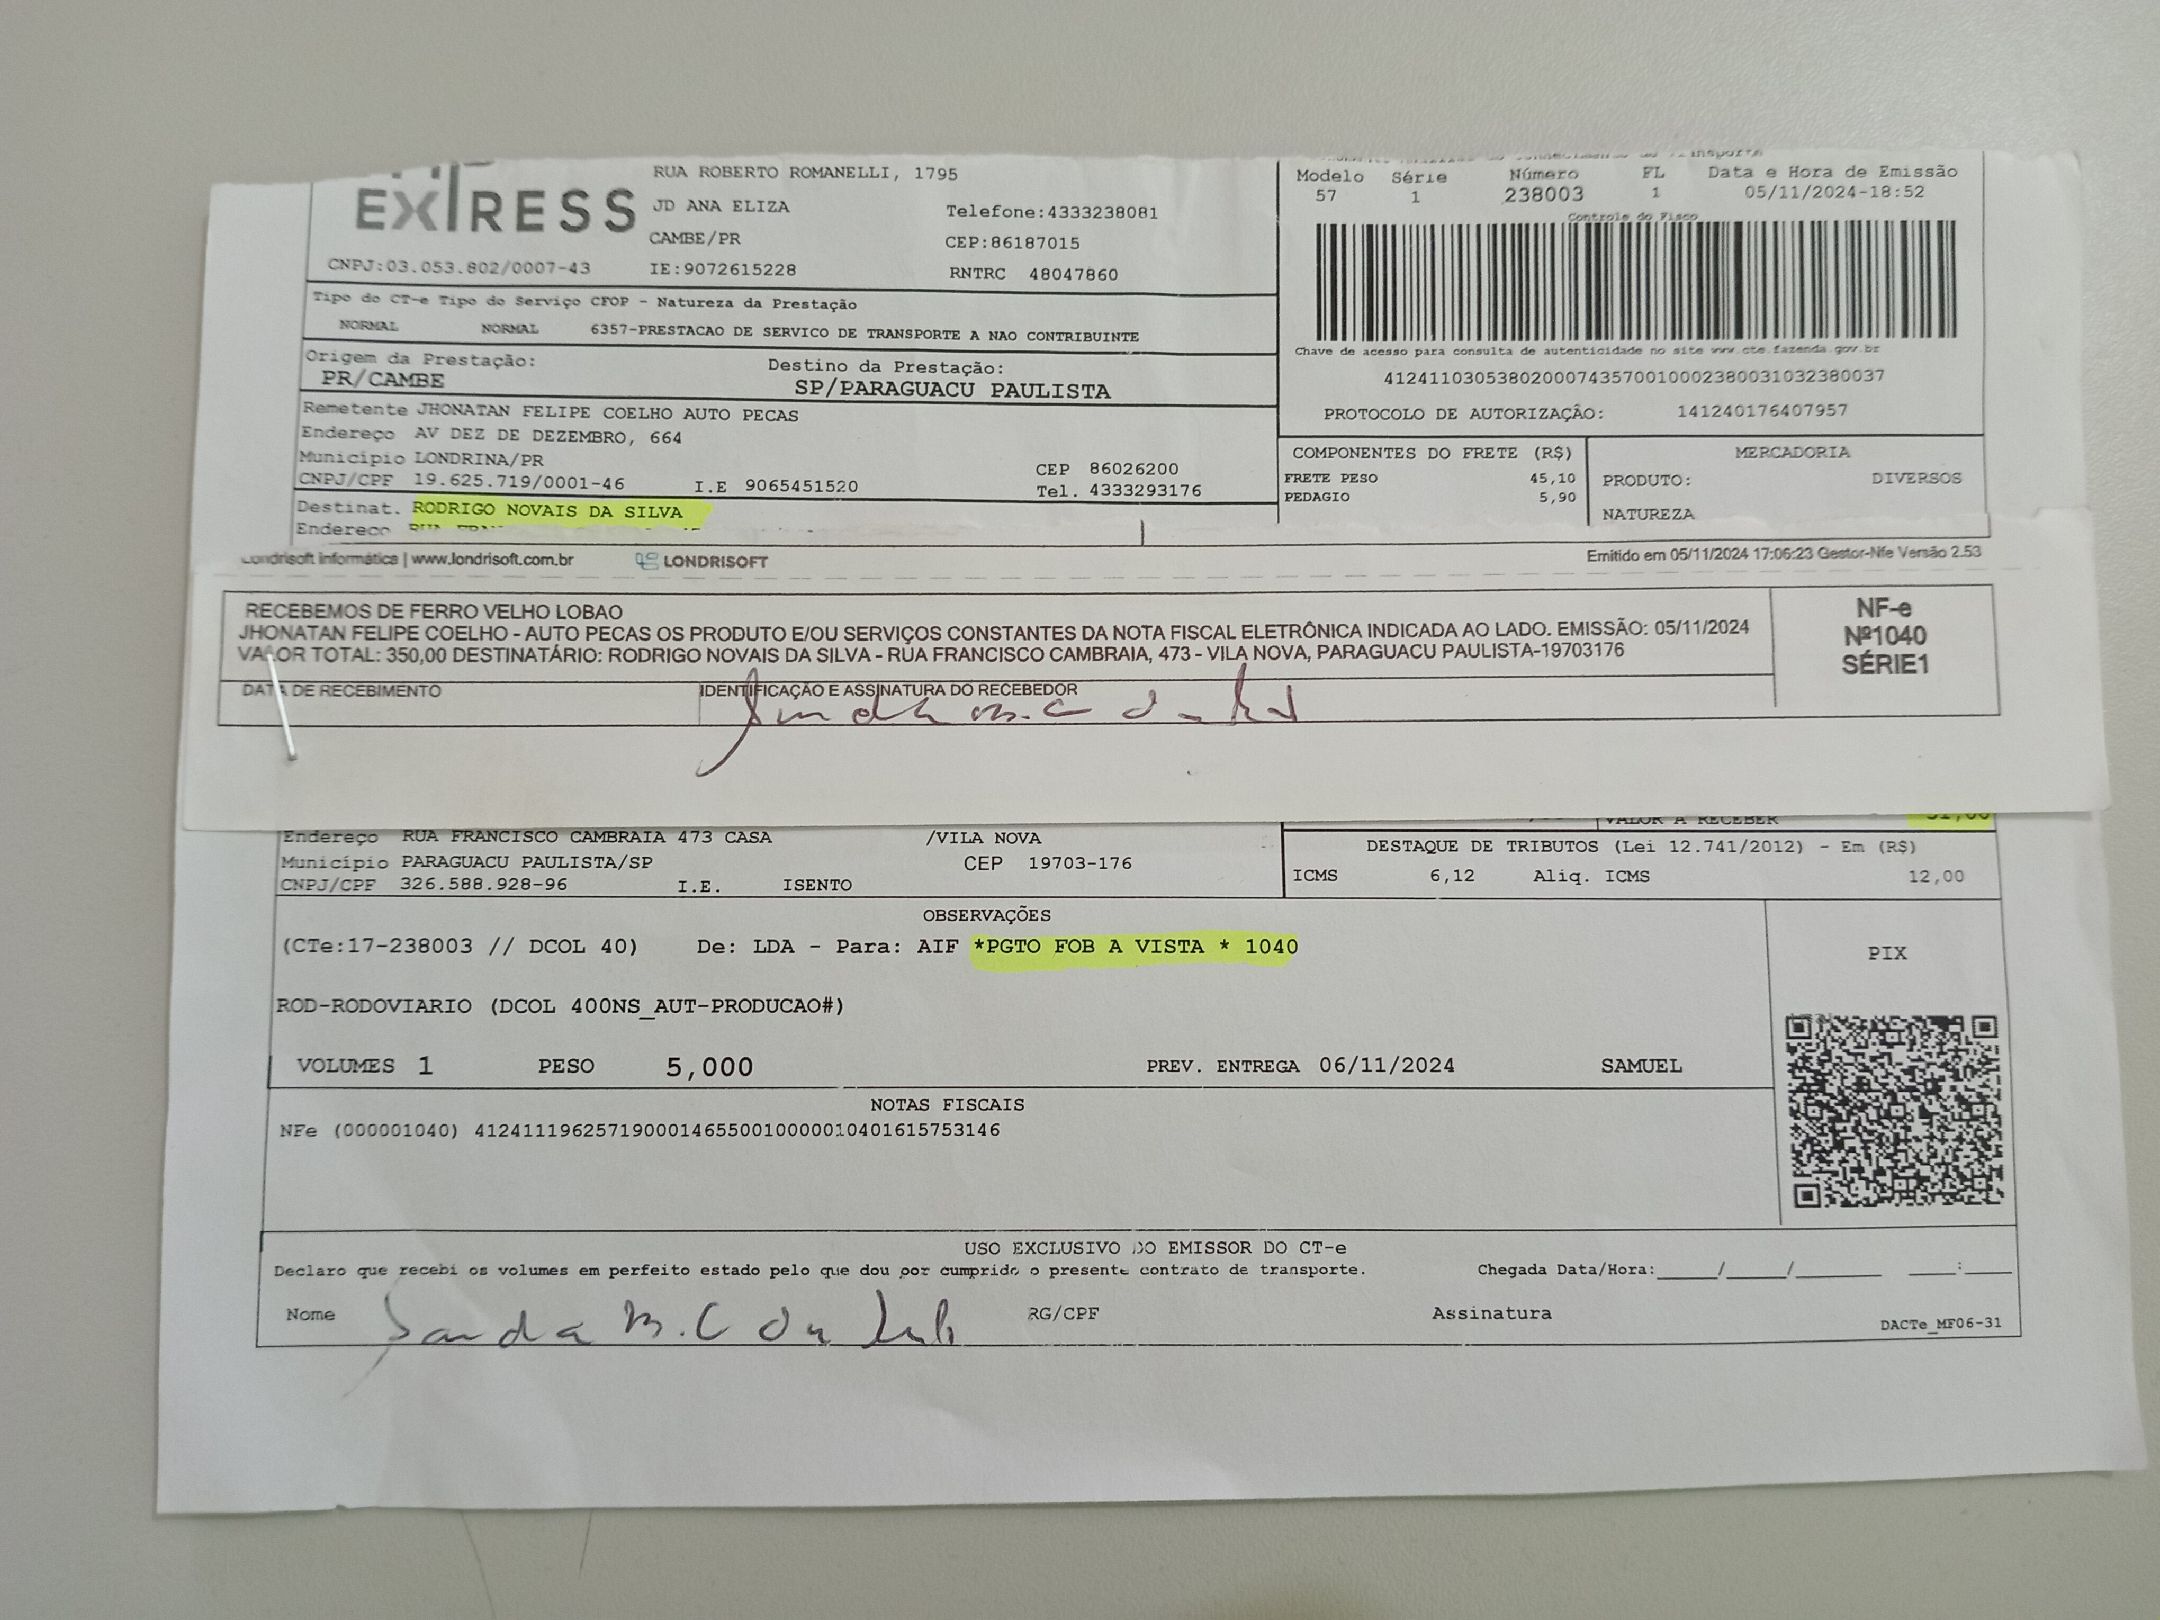 EXPRESS
RUA ROBERTO ROMANELLI, 1795
JD ANA ELIZA
Telefone:4333238081
CAMBE/PR
CEP:86187015
CNPJ:03.053.802/0007-43
IE:9072615228
RNTRC 48047860
Modelo Série Número FL Data e Hora de Emissão
57 1 238003 1 05/11/2024-18:52
Controle do Fisco
Chave de acesso para consulta de autenticidade no site www.cte.fazenda.gov.br
41241103053802000743570010002380031032380037
PROTOCOLO DE AUTORIZAÇÃO: 141240176407957
Tipo do CT-e Tipo do Serviço CFOP - Natureza da Prestação
NORMAL NORMAL 6357-PRESTACAO DE SERVICO DE TRANSPORTE A NAO CONTRIBUINTE
Origem da Prestação: Destino da Prestação:
PR/CAMBE SP/PARAGUACU PAULISTA
Remetente JHONATAN FELIPE COELHO AUTO PECAS
Endereço AV DEZ DE DEZEMBRO, 664
Município LONDRINA/PR CEP 86026200
CNPJ/CPF 19.625.719/0001-46 I.E 9065451520 Tel. 4333293176
Destinat. RODRIGO NOVAIS DA SILVA
Endereço
COMPONENTES DO FRETE (R$)
FRETE PESO 45,10
PEDAGIO 5,90
MERCADORIA
PRODUTO: DIVERSOS
NATUREZA
Londrisoft Informática | www.londrisoft.com.br LONDRISOFT Emitido em 05/11/2024 17:06:23 Gestor-Nfe Versão 2.53
RECEBEMOS DE FERRO VELHO LOBAO
JHONATAN FELIPE COELHO - AUTO PECAS OS PRODUTO E/OU SERVIÇOS CONSTANTES DA NOTA FISCAL ELETRÔNICA INDICADA AO LADO. EMISSÃO: 05/11/2024
VALOR TOTAL: 350,00 DESTINATÁRIO: RODRIGO NOVAIS DA SILVA - RUA FRANCISCO CAMBRAIA, 473 - VILA NOVA, PARAGUACU PAULISTA-19703176
NF-e
Nº1040
SÉRIE1
DATA DE RECEBIMENTO IDENTIFICAÇÃO E ASSINATURA DO RECEBEDOR
VALOR A RECEBER 51,00
Endereço RUA FRANCISCO CAMBRAIA 473 CASA /VILA NOVA
Município PARAGUACU PAULISTA/SP CEP 19703-176
CNPJ/CPF 326.588.928-96 I.E. ISENTO
DESTAQUE DE TRIBUTOS (Lei 12.741/2012) - Em (R$)
ICMS 6,12 Aliq. ICMS 12,00
OBSERVAÇÕES
(CTe:17-238003 // DCOL 40) De: LDA - Para: AIF *PGTO FOB A VISTA * 1040
PIX
ROD-RODOVIARIO (DCOL 400NS_AUT-PRODUCAO#)
VOLUMES 1 PESO 5,000 PREV. ENTREGA 06/11/2024 SAMUEL
NOTAS FISCAIS
NFe (000001040) 41241119625719000146550010000010401615753146
USO EXCLUSIVO DO EMISSOR DO CT-e
Declaro que recebi os volumes em perfeito estado pelo que dou por cumprido o presente contrato de transporte. Chegada Data/Hora:____/____/______ ____:____
Nome Sandra M.C da RG/CPF Assinatura
DACTe_MF06-31